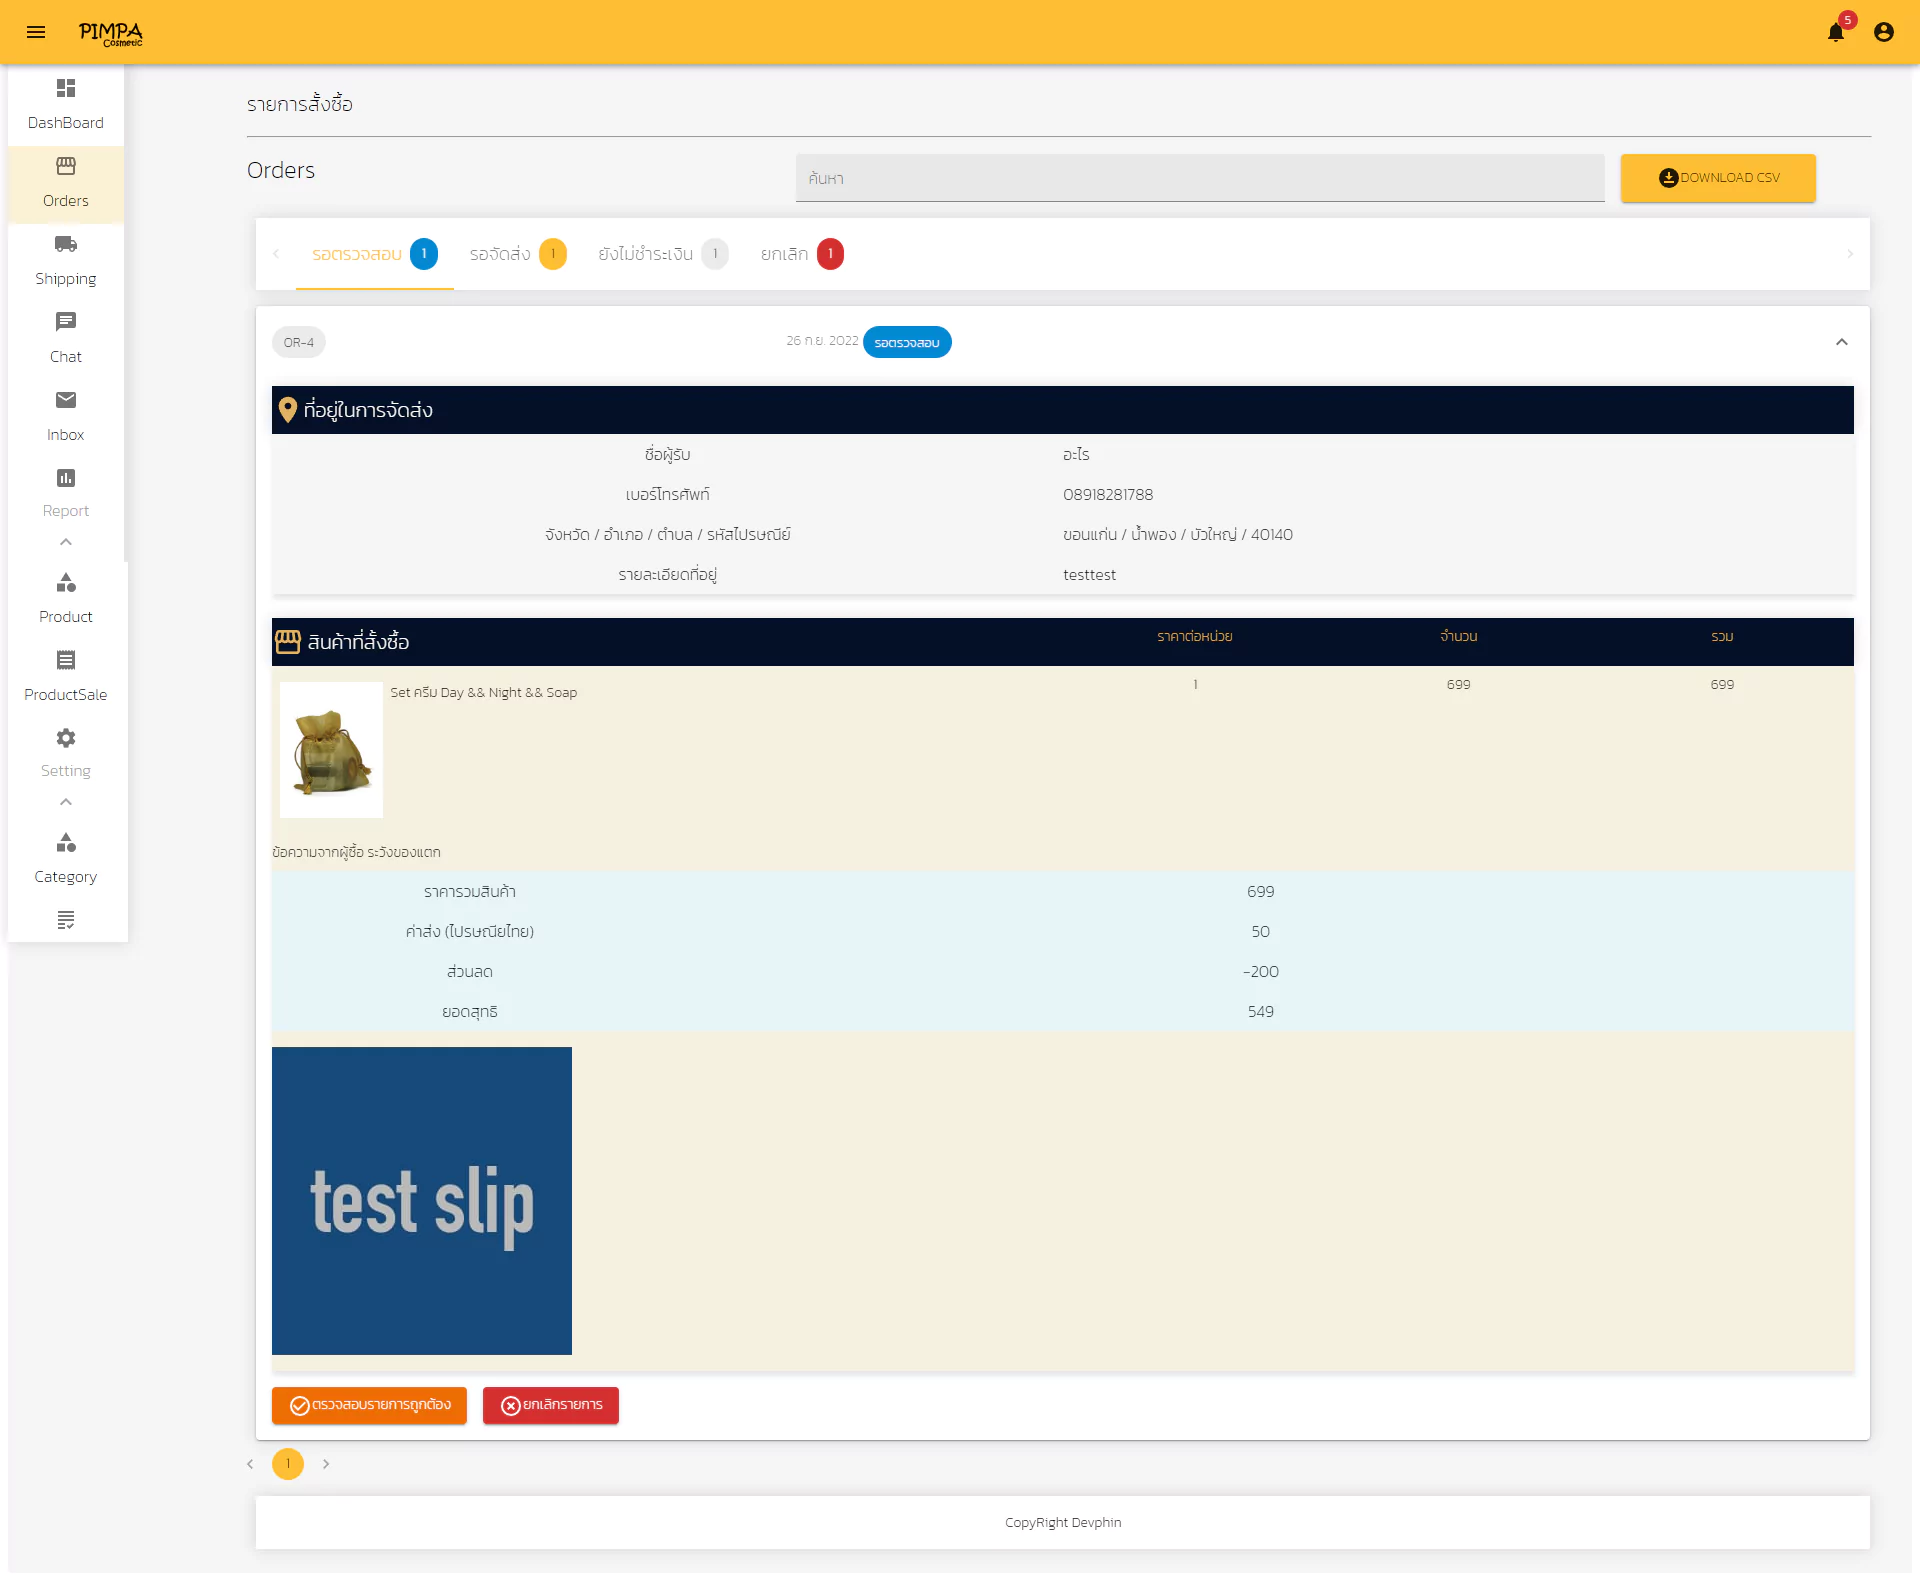 PIMPA
Cosmetic
5
DashBoard
Orders
Shipping
Chat
Inbox
Report
Product
ProductSale
Setting
Category
รายการสั่งซื้อ
Orders
ค้นหา
DOWNLOAD CSV
รอตรวจสอบ 1 รอจัดส่ง 1 ยังไม่ชำระเงิน 1 ยกเลิก 1
OR-4 26 ก.ย. 2022 รอตรวจสอบ
ที่อยู่ในการจัดส่ง
ชื่อผู้รับ อะไร
เบอร์โทรศัพท์ 08918281788
จังหวัด / อำเภอ / ตำบล / รหัสไปรษณีย์ ขอนแก่น / น้ำพอง / บัวใหญ่ / 40140
รายละเอียดที่อยู่ testtest
สินค้าที่สั่งซื้อ ราคาต่อหน่วย จำนวน รวม
Set ครีม Day && Night && Soap 1 699 699
ข้อความจากผู้ซื้อ ระวังของแตก
ราคารวมสินค้า 699
ค่าส่ง (ไปรษณียไทย) 50
ส่วนลด -200
ยอดสุทธิ 549
test slip
ตรวจสอบรายการถูกต้อง ยกเลิกรายการ
1
CopyRight Devphin